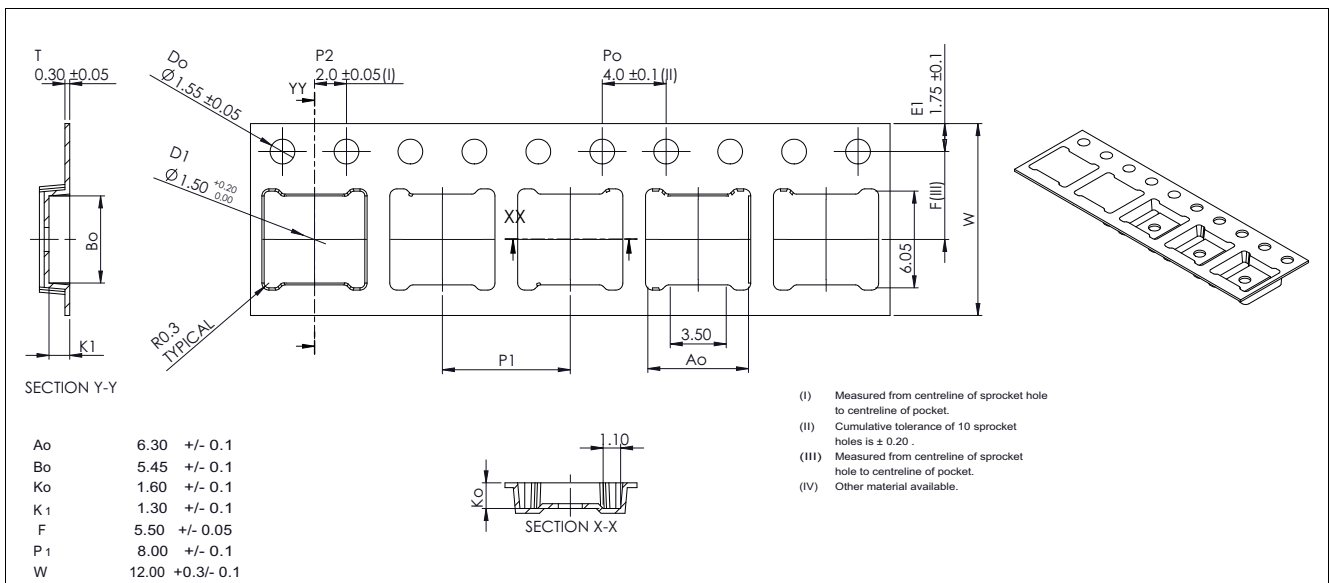 T
0.30 ±0.05
Do
Ø1.55 ±0.05
D1
Ø1.50 +0.20 0.00
P2
2.0 ±0.05(I)
YY
Po
4.0 ±0.1(II)
E1
1.75 ±0.1
F(III)
W
Bo
XX
6.05
K1
R0.3
TYPICAL
P1
3.50
Ao
SECTION Y-Y
(I) Measured from centreline of sprocket hole
to centreline of pocket.
(II) Cumulative tolerance of 10 sprocket
holes is ± 0.20 .
(III) Measured from centreline of sprocket
hole to centreline of pocket.
(IV) Other material available.
Ao 6.30 +/- 0.1
Bo 5.45 +/- 0.1
Ko 1.60 +/- 0.1
K1 1.30 +/- 0.1
F 5.50 +/- 0.05
P1 8.00 +/- 0.1
W 12.00 +0.3/- 0.1
1.10
Ko
SECTION X-X